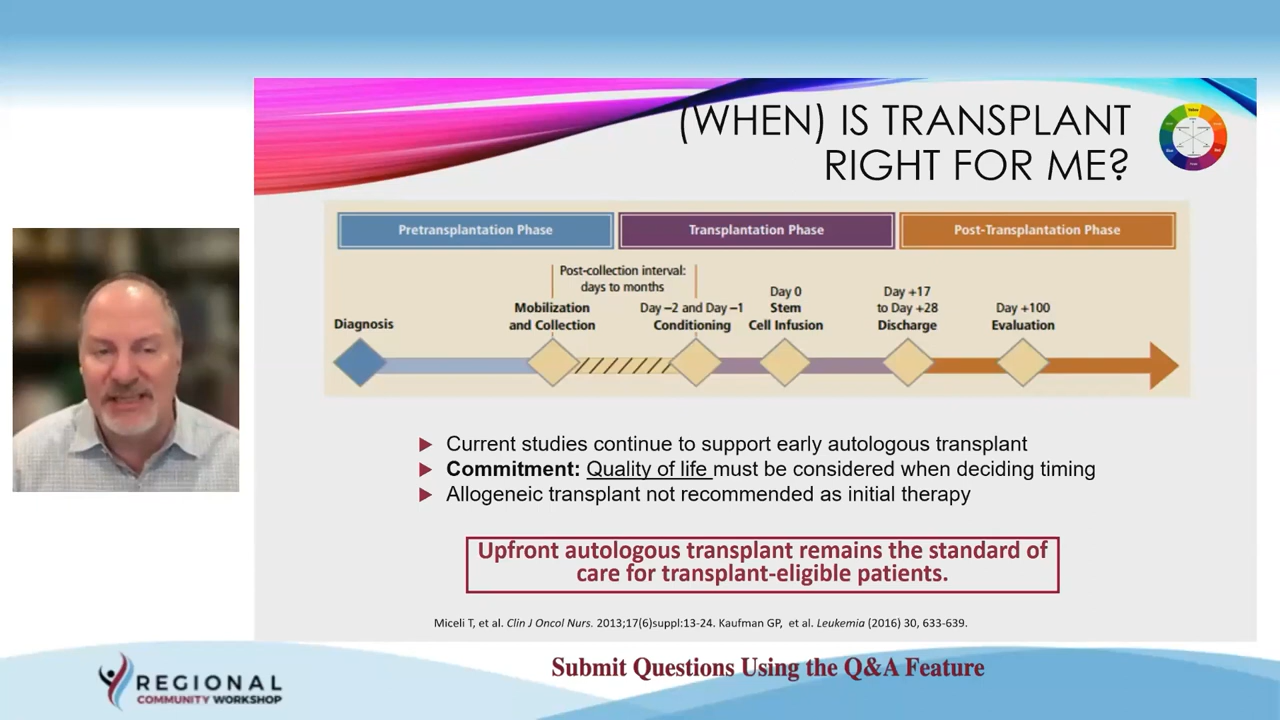 (WHEN) IS TRANSPLANT
RIGHT FOR ME?
Pretransplantation Phase
Transplantation Phase
Post-Transplantation Phase
Post-collection interval:
days to months
Diagnosis
Mobilization
and Collection
Day –2 and Day –1
Conditioning
Day 0
Stem
Cell Infusion
Day +17
to Day +28
Discharge
Day +100
Evaluation
Current studies continue to support early autologous transplant
Commitment: Quality of life must be considered when deciding timing
Allogeneic transplant not recommended as initial therapy
Upfront autologous transplant remains the standard of
care for transplant-eligible patients.
Miceli T, et al. Clin J Oncol Nurs. 2013;17(6)suppl:13-24. Kaufman GP, et al. Leukemia (2016) 30, 633-639.
REGIONAL
COMMUNITY WORKSHOP
Submit Questions Using the Q&A Feature